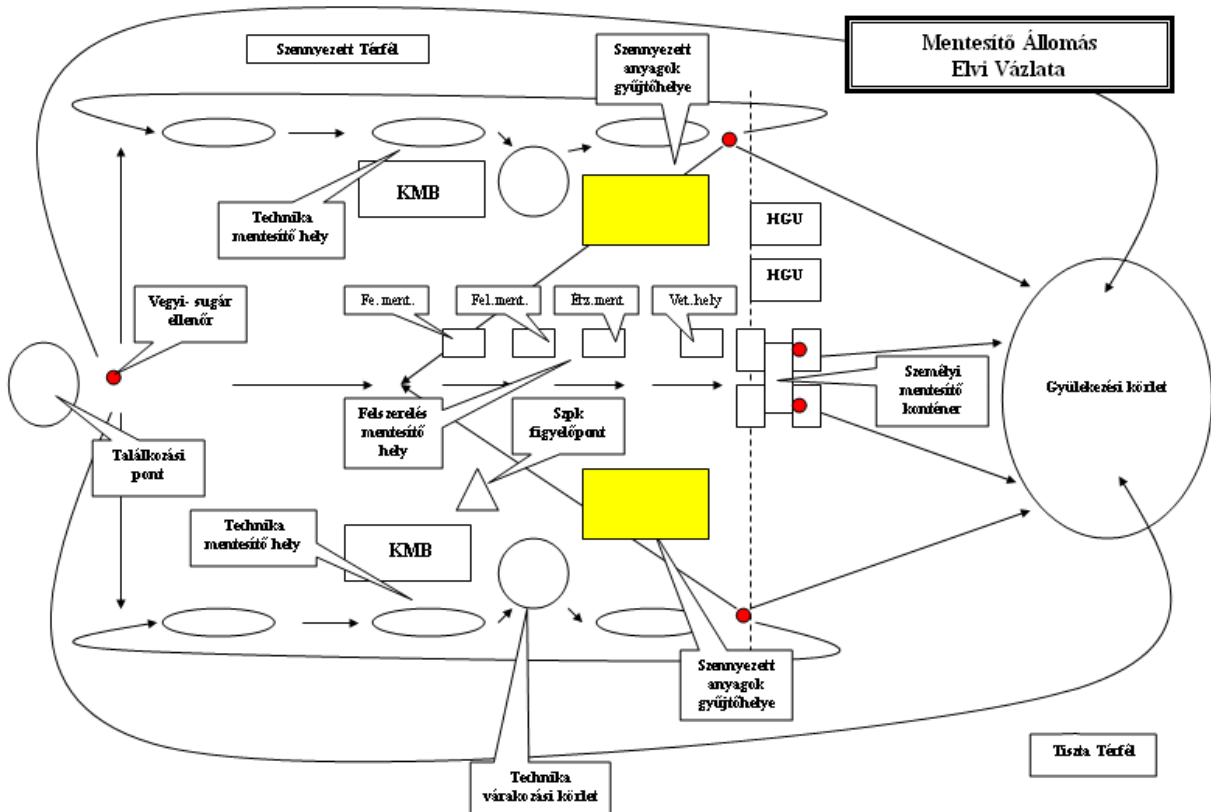 Mentesítő Állomás
Elvi Vázlata
Szennyezett Térfél
Szennyezett
anyagok
gyűjtőhelye
KMB
Technika
mentesítő hely
HGU
HGU
Vegyi- sugár
ellenőr
Fe. ment.
Fel.ment.
Érz.ment
Vet..hely
Személyi
mentesítő
konténer
Gyülekezési körlet
Felszerelés
mentesítő
hely
Szpk
figyelőpont
Találkozási
pont
Technika
mentesítő hely
KMB
Szennyezett
anyagok
gyűjtőhelye
Technika
várakozási körlet
Tiszta Térfél